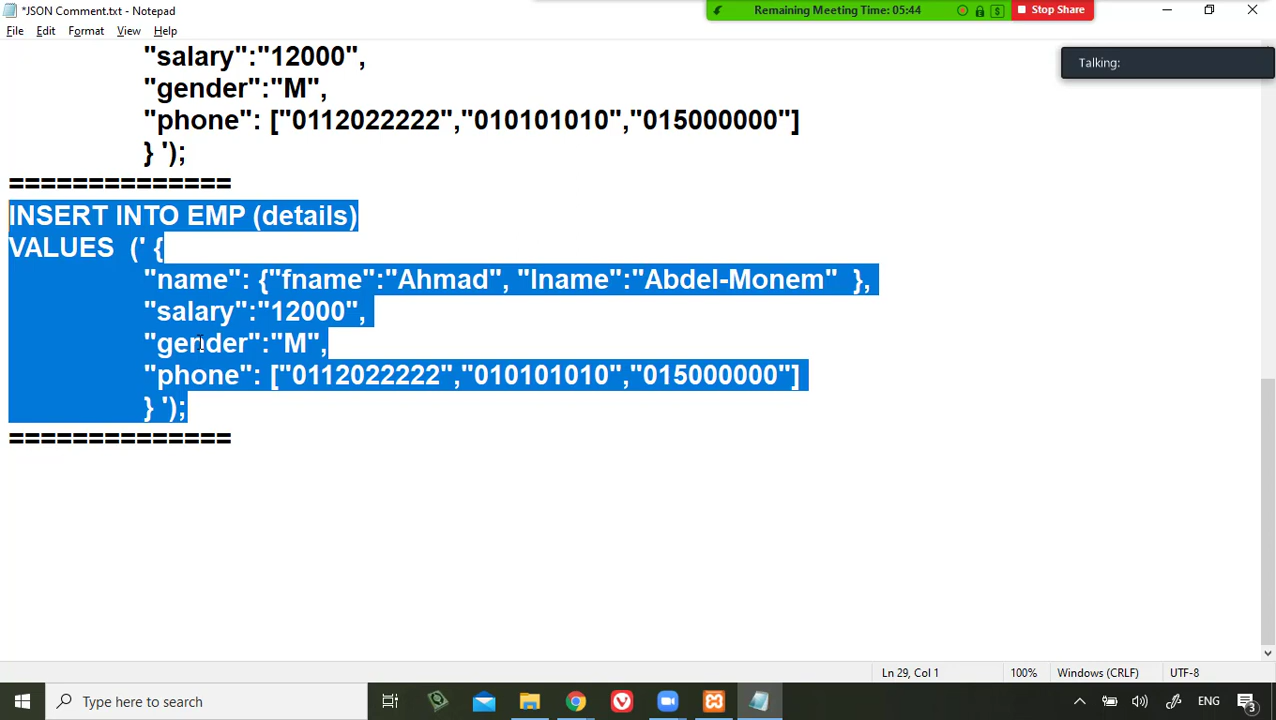 *JSON Comment.txt - Notepad
Remaining Meeting Time: 05:44
$
Stop Share
File Edit Format View Help
Talking:
"salary":"12000",
"gender":"M",
"phone": ["0112022222","010101010","015000000"]
} ');
==============
INSERT INTO EMP (details)
VALUES  (' {
"name": {"fname":"Ahmad", "lname":"Abdel-Monem"  },
"salary":"12000",
"gender":"M",
"phone": ["0112022222","010101010","015000000"]
} ');
==============
Ln 29, Col 1
100%
Windows (CRLF)
UTF-8
Type here to search
ENG
3